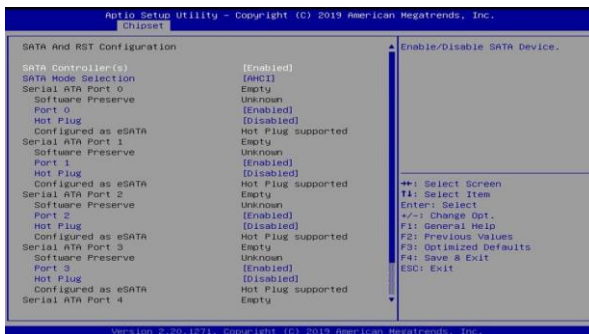 Aptio Setup Utility – Copyright (C) 2019 American Megatrends, Inc.
Chipset
SATA And RST Configuration
SATA Controller(s) [Enabled]
SATA Mode Selection [AHCI]
Serial ATA Port 0 Empty
Software Preserve Unknown
Port 0 [Enabled]
Hot Plug [Disabled]
Configured as eSATA Hot Plug supported
Serial ATA Port 1 Empty
Software Preserve Unknown
Port 1 [Enabled]
Hot Plug [Disabled]
Configured as eSATA Hot Plug supported
Serial ATA Port 2 Empty
Software Preserve Unknown
Port 2 [Enabled]
Hot Plug [Disabled]
Configured as eSATA Hot Plug supported
Serial ATA Port 3 Empty
Software Preserve Unknown
Port 3 [Enabled]
Hot Plug [Disabled]
Configured as eSATA Hot Plug supported
Serial ATA Port 4 Empty
Enable/Disable SATA Device.
→←: Select Screen
↑↓: Select Item
Enter: Select
+/-: Change Opt.
F1: General Help
F2: Previous Values
F3: Optimized Defaults
F4: Save & Exit
ESC: Exit
Version 2.20.1271. Copyright (C) 2019 American Megatrends, Inc.